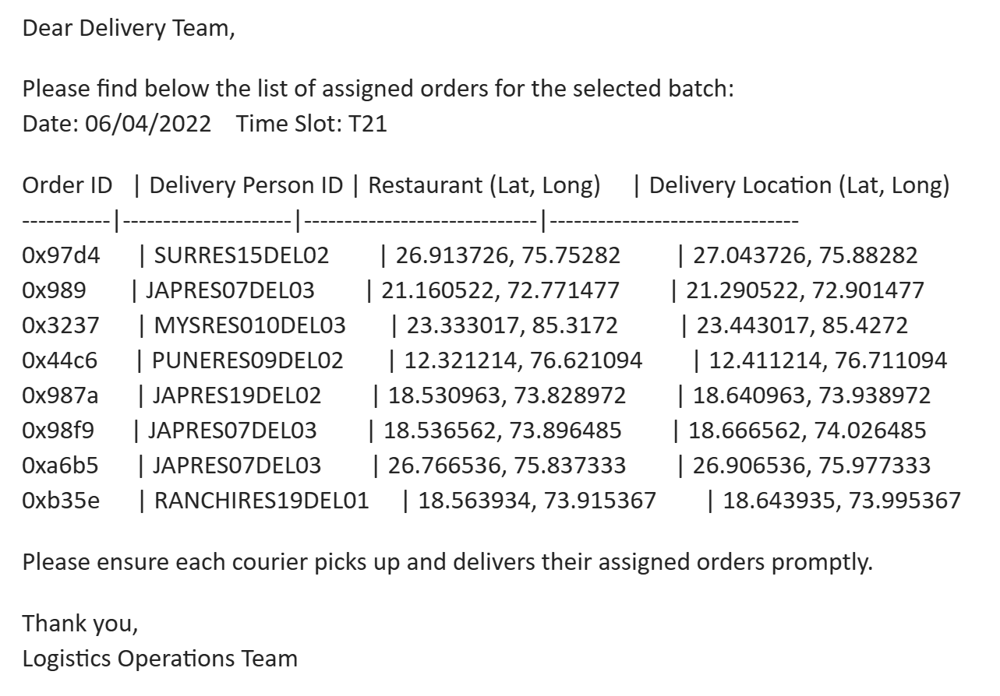 Dear Delivery Team,
Please find below the list of assigned orders for the selected batch:
Date: 06/04/2022    Time Slot: T21
Order ID   | Delivery Person ID | Restaurant (Lat, Long)     | Delivery Location (Lat, Long)
-----------|---------------------|-----------------------------|-------------------------------
0x97d4      | SURRES15DEL02        | 26.913726, 75.75282         | 27.043726, 75.88282
0x989       | JAPRES07DEL03        | 21.160522, 72.771477        | 21.290522, 72.901477
0x3237      | MYSRES010DEL03       | 23.333017, 85.3172          | 23.443017, 85.4272
0x44c6      | PUNERES09DEL02       | 12.321214, 76.621094        | 12.411214, 76.711094
0x987a      | JAPRES19DEL02        | 18.530963, 73.828972        | 18.640963, 73.938972
0x98f9      | JAPRES07DEL03        | 18.536562, 73.896485        | 18.666562, 74.026485
0xa6b5      | JAPRES07DEL03        | 26.766536, 75.837333        | 26.906536, 75.977333
0xb35e      | RANCHIRES19DEL01     | 18.563934, 73.915367        | 18.643935, 73.995367
Please ensure each courier picks up and delivers their assigned orders promptly.
Thank you,
Logistics Operations Team